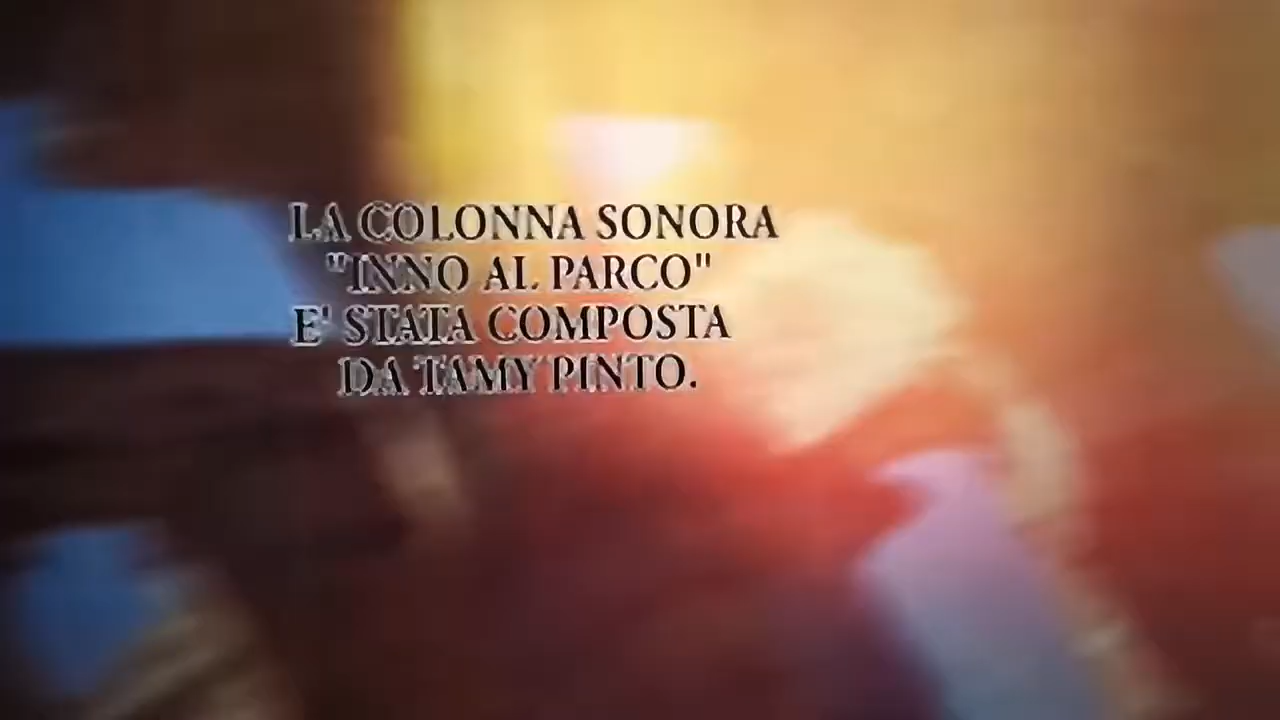 LA COLONNA SONORA
"INNO AL PARCO"
E' STATA COMPOSTA
DA TAMY PINTO.